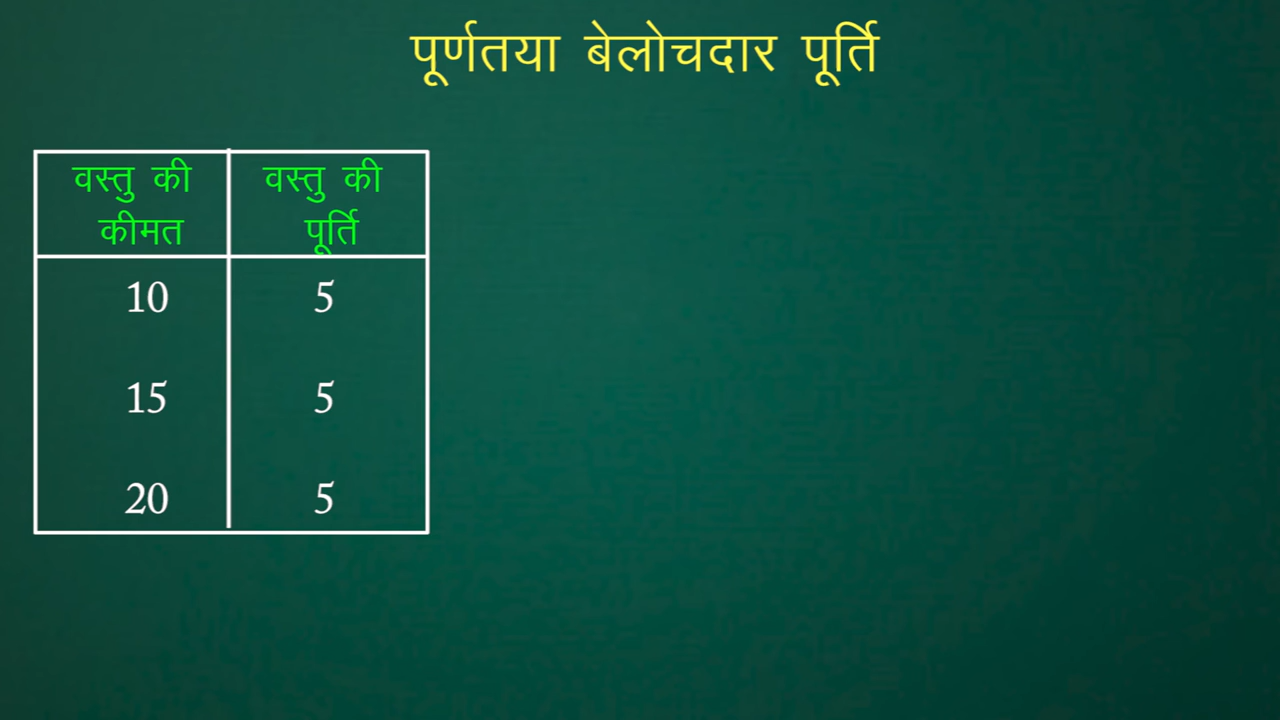 पूर्णतया बेलोचदार पूर्ति
वस्तु की कीमत वस्तु की पूर्ति
10 5
15 5
20 5